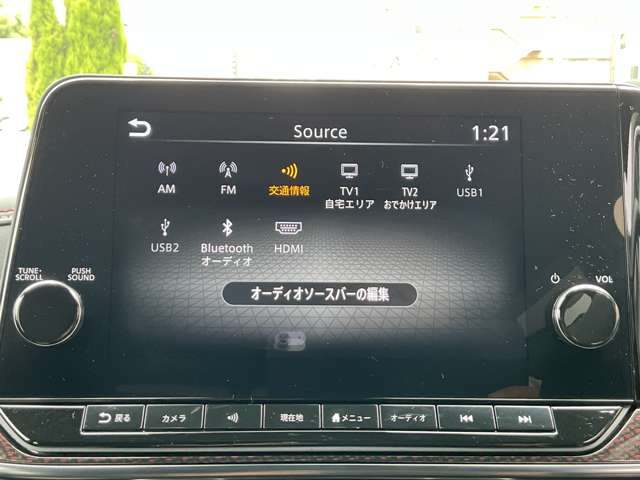 Source
1:21
AM
FM
交通情報
TV1
自宅エリア
TV2
おでかけエリア
USB1
USB2
Bluetooth
オーディオ
HDMI
オーディオソースバーの編集
TUNE・
SCROLL
PUSH
SOUND
VOL
戻る
カメラ
現在地
メニュー
オーディオ